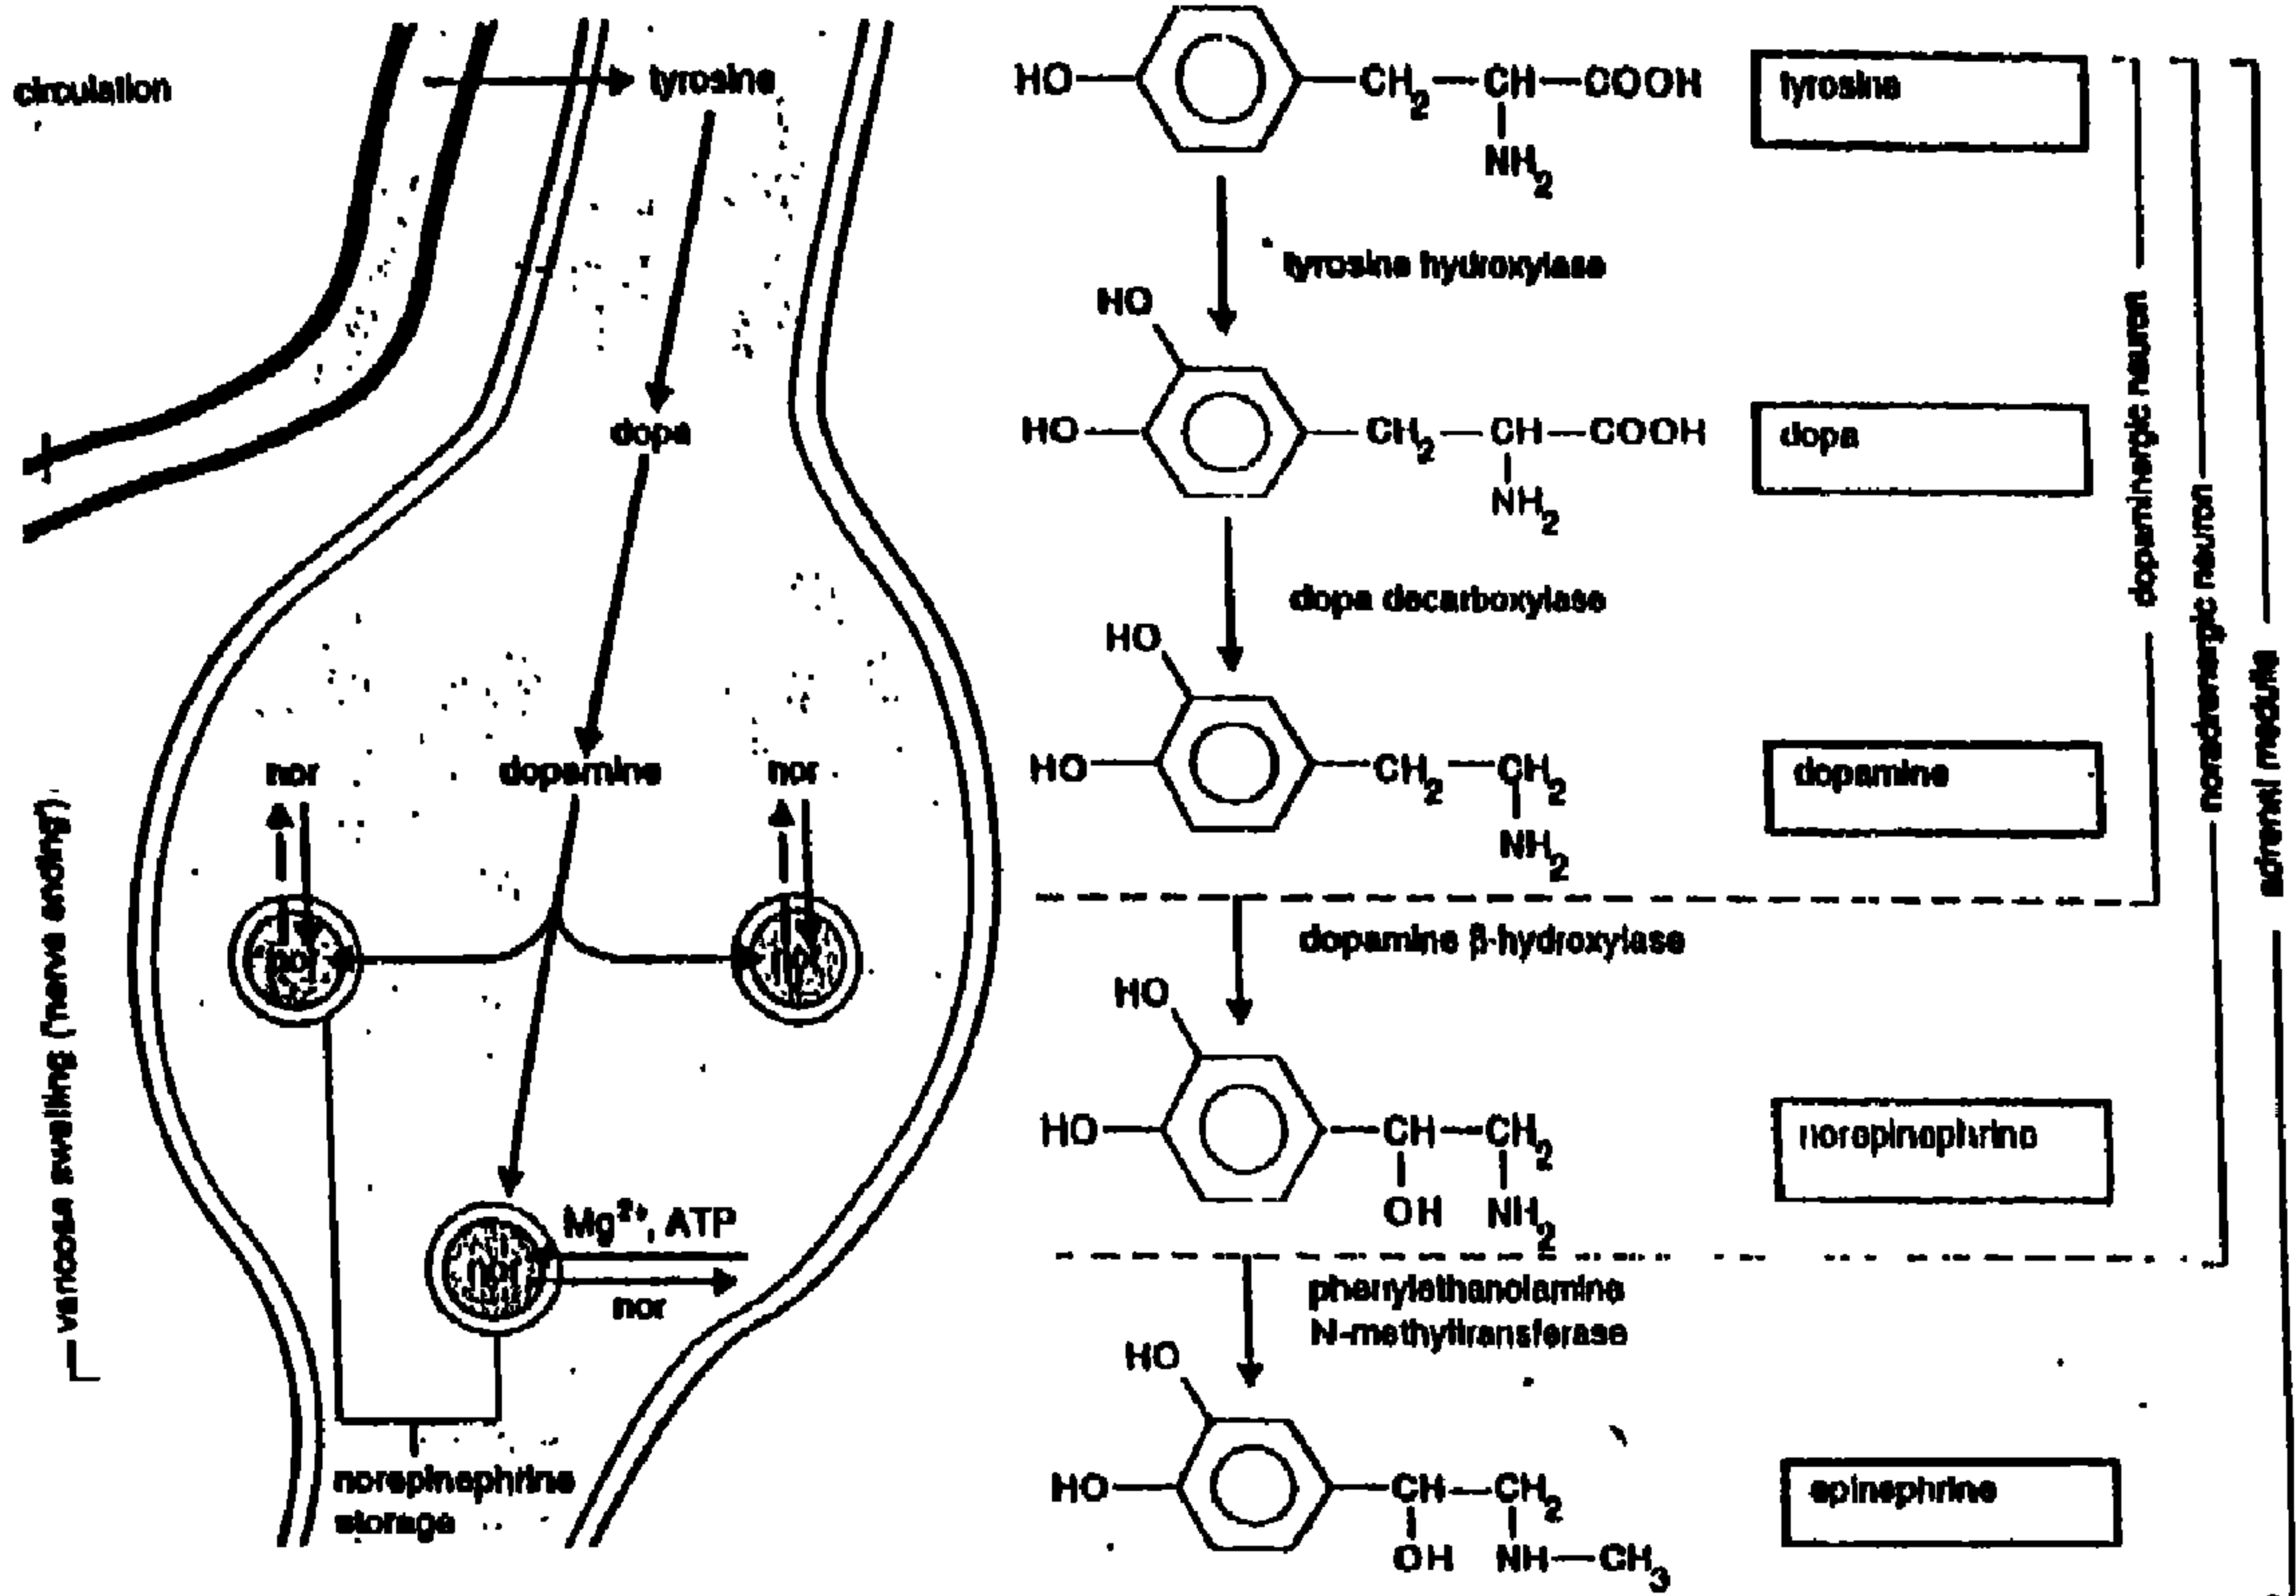 circulation
tyrosine
dopa
nor
dopamine
nor
nor
nor
nor
Mg²⁺, ATP
nor
norepinephrine
storage
varicose swelling ('nerve ending')
HO
CH₂
CH
COOH
NH₂
tyrosine
tyrosine hydroxylase
HO
HO
CH₂
CH
COOH
NH₂
dopa
dopa decarboxylase
HO
HO
CH₂
CH₂
NH₂
dopamine
dopamine β-hydroxylase
HO
HO
CH
CH₂
OH
NH₂
norepinephrine
phenylethanolamine
N-methyltransferase
HO
HO
CH
CH₂
OH
NH
CH₃
epinephrine
dopaminergic neuron
noradrenergic neuron
adrenal medulla